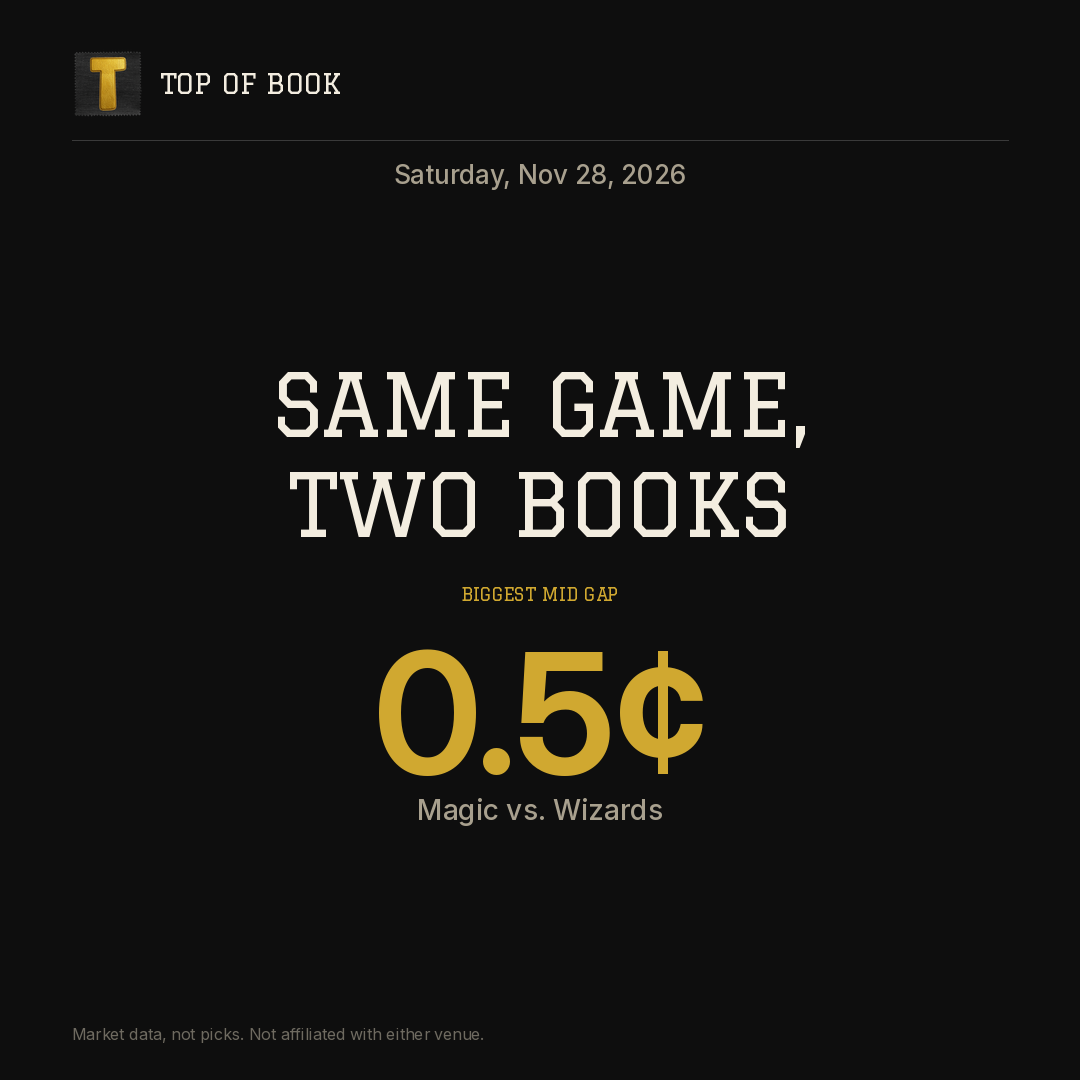 T TOP OF BOOK
Saturday, Nov 28, 2026
SAME GAME,
TWO BOOKS
BIGGEST MID GAP
0.5¢
Magic vs. Wizards
Market data, not picks. Not affiliated with either venue.